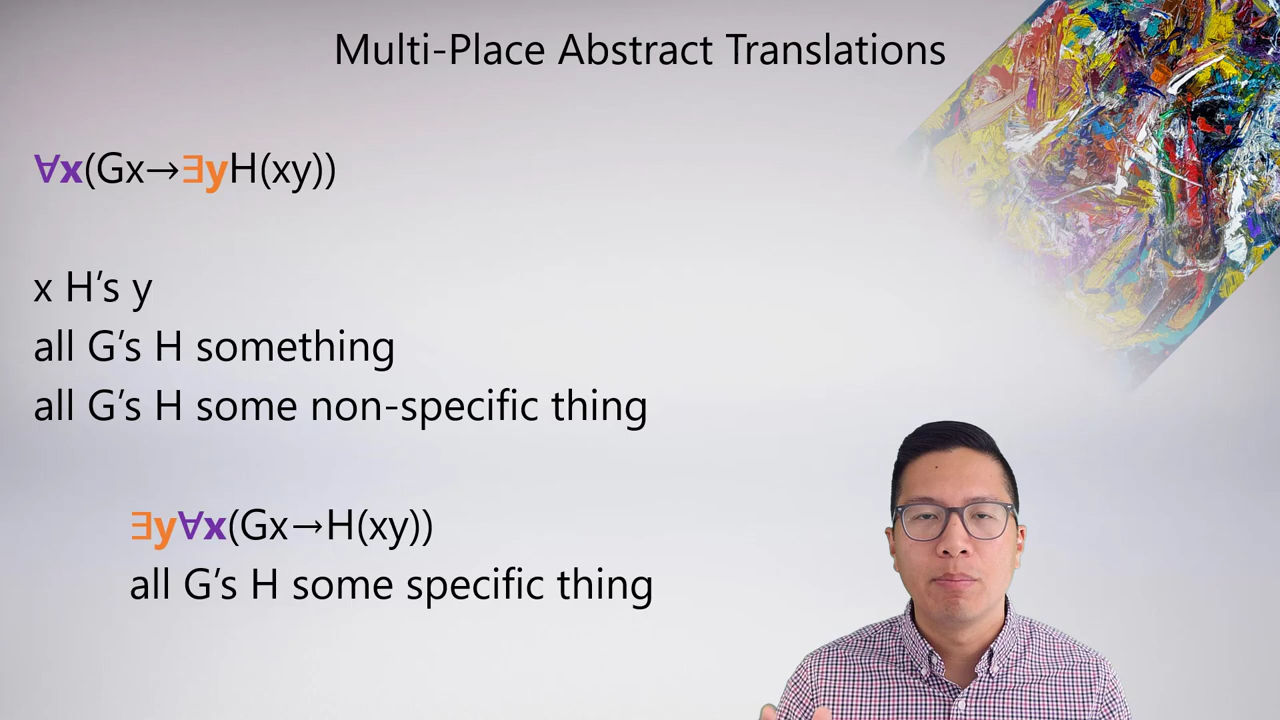 Multi-Place Abstract Translations
∀x(Gx→∃yH(xy))
x H’s y
all G’s H something
all G’s H some non-specific thing
∃y∀x(Gx→H(xy))
all G’s H some specific thing